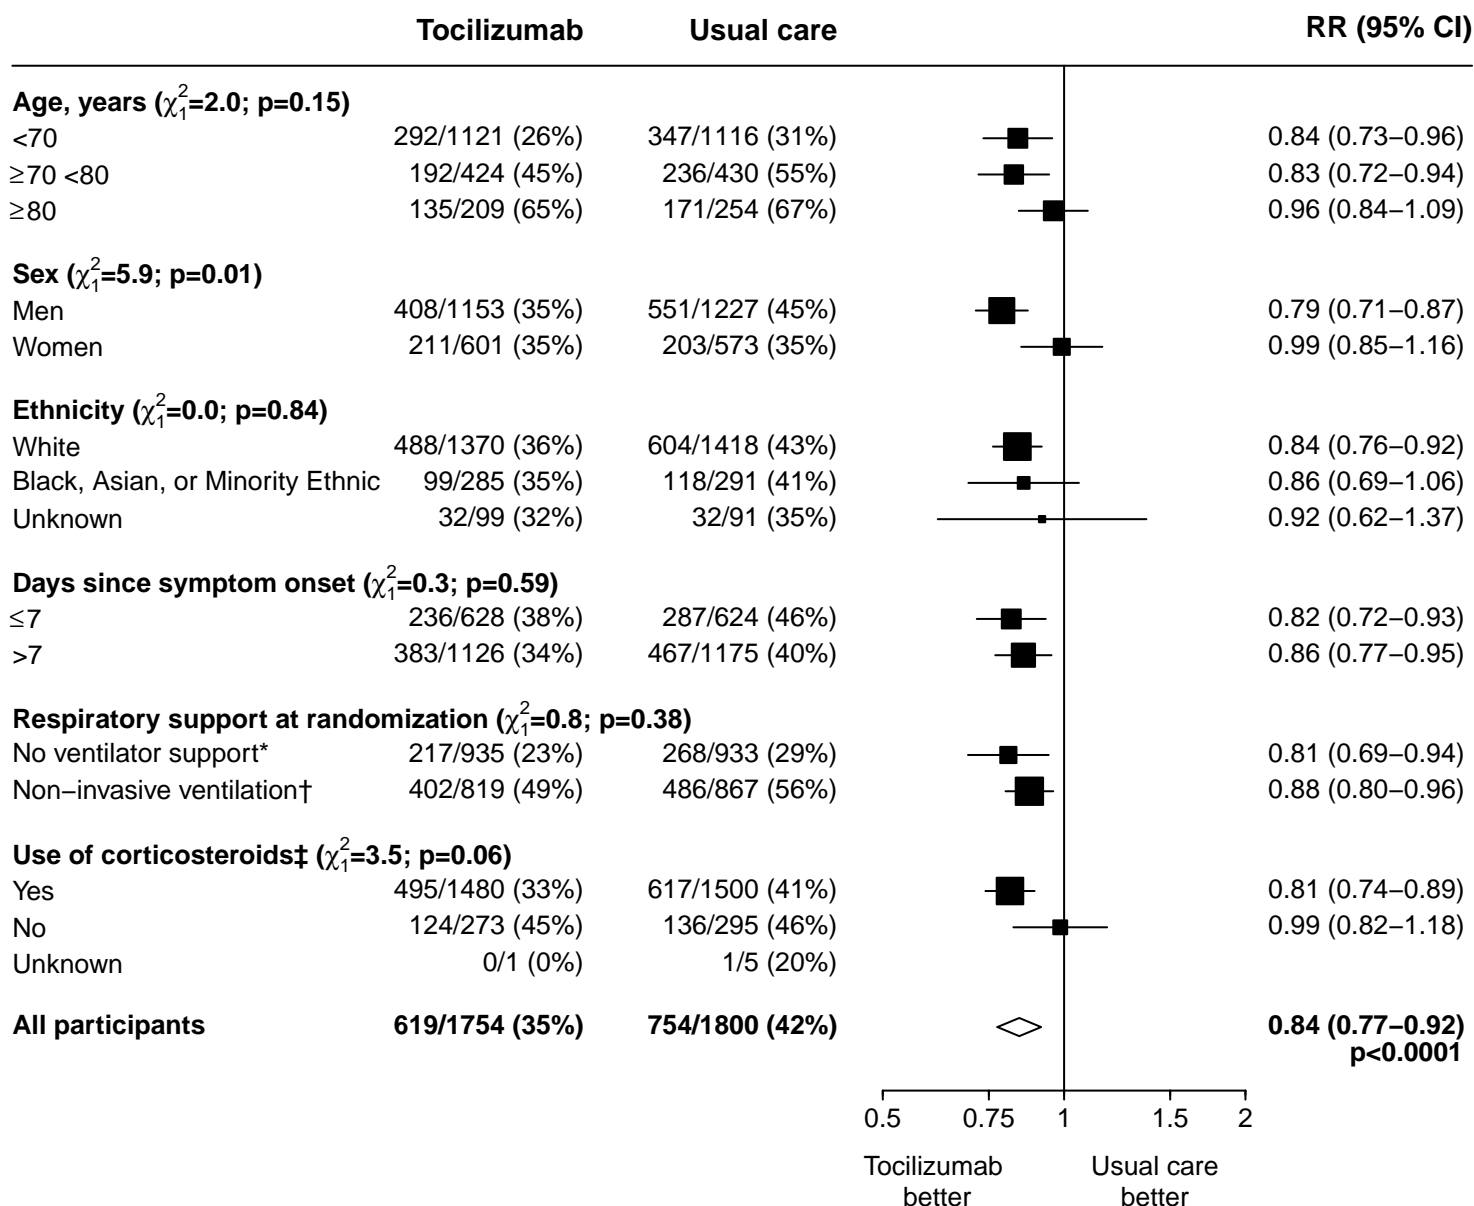 Tocilizumab Usual care RR (95% CI)
Age, years (χ²₁=2.0; p=0.15)
<70 292/1121 (26%) 347/1116 (31%) 0.84 (0.73−0.96)
≥70 <80 192/424 (45%) 236/430 (55%) 0.83 (0.72−0.94)
≥80 135/209 (65%) 171/254 (67%) 0.96 (0.84−1.09)
Sex (χ²₁=5.9; p=0.01)
Men 408/1153 (35%) 551/1227 (45%) 0.79 (0.71−0.87)
Women 211/601 (35%) 203/573 (35%) 0.99 (0.85−1.16)
Ethnicity (χ²₁=0.0; p=0.84)
White 488/1370 (36%) 604/1418 (43%) 0.84 (0.76−0.92)
Black, Asian, or Minority Ethnic 99/285 (35%) 118/291 (41%) 0.86 (0.69−1.06)
Unknown 32/99 (32%) 32/91 (35%) 0.92 (0.62−1.37)
Days since symptom onset (χ²₁=0.3; p=0.59)
≤7 236/628 (38%) 287/624 (46%) 0.82 (0.72−0.93)
>7 383/1126 (34%) 467/1175 (40%) 0.86 (0.77−0.95)
Respiratory support at randomization (χ²₁=0.8; p=0.38)
No ventilator support* 217/935 (23%) 268/933 (29%) 0.81 (0.69−0.94)
Non−invasive ventilation† 402/819 (49%) 486/867 (56%) 0.88 (0.80−0.96)
Use of corticosteroids‡ (χ²₁=3.5; p=0.06)
Yes 495/1480 (33%) 617/1500 (41%) 0.81 (0.74−0.89)
No 124/273 (45%) 136/295 (46%) 0.99 (0.82−1.18)
Unknown 0/1 (0%) 1/5 (20%)
All participants 619/1754 (35%) 754/1800 (42%) 0.84 (0.77−0.92)
p<0.0001
0.5 0.75 1 1.5 2
Tocilizumab Usual care
better better